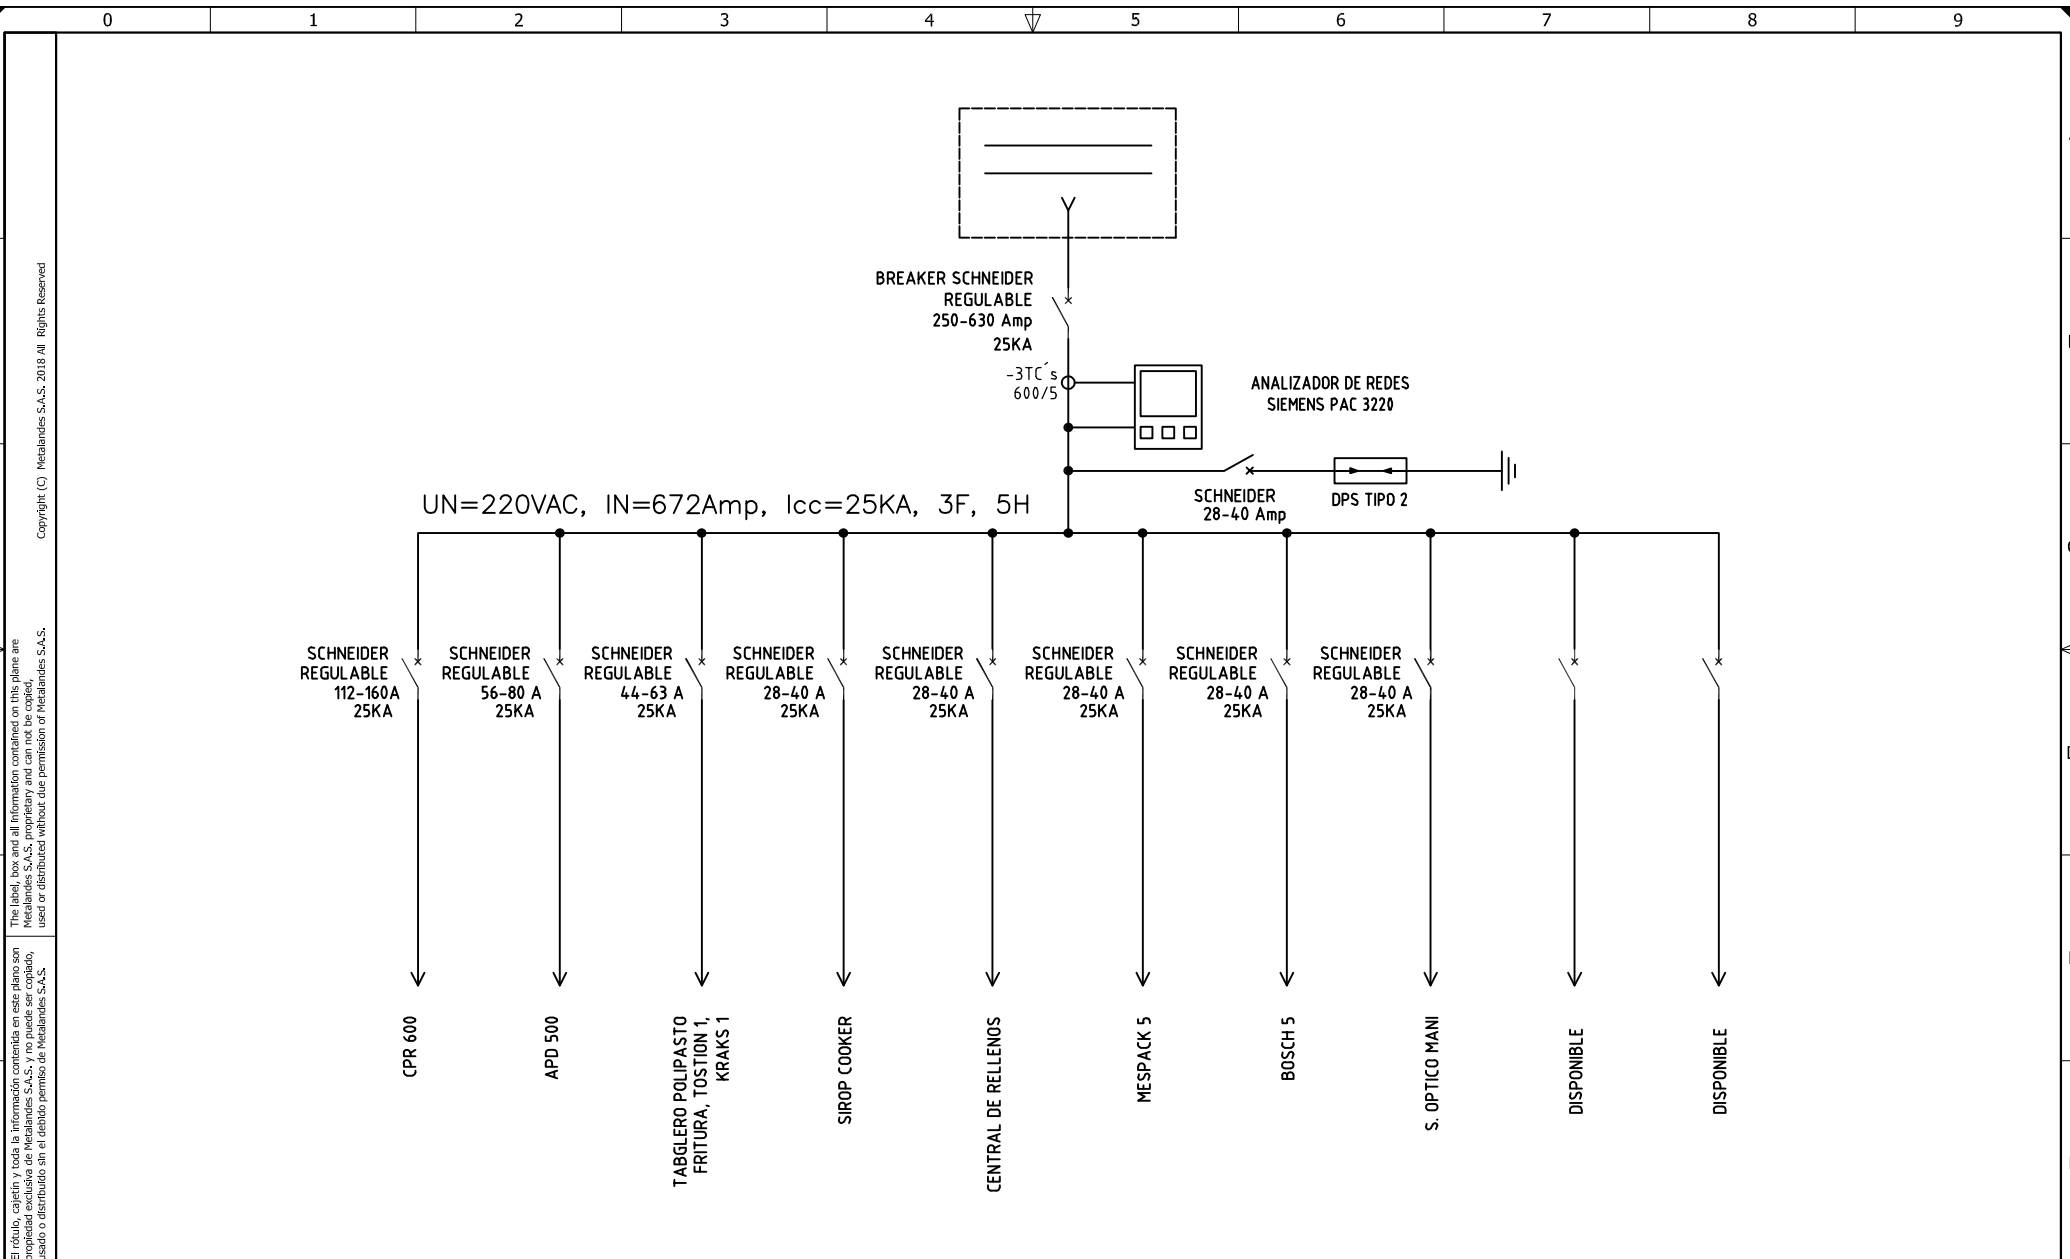 0 1 2 3 4 5 6 7 8 9
BREAKER SCHNEIDER
REGULABLE
250-630 Amp
25KA
-3TC´s
600/5
ANALIZADOR DE REDES
SIEMENS PAC 3220
SCHNEIDER
28-40 Amp
DPS TIPO 2
UN=220VAC, IN=672Amp, Icc=25KA, 3F, 5H
SCHNEIDER
REGULABLE
112-160A
25KA
SCHNEIDER
REGULABLE
56-80 A
25KA
SCHNEIDER
REGULABLE
44-63 A
25KA
SCHNEIDER
REGULABLE
28-40 A
25KA
SCHNEIDER
REGULABLE
28-40 A
25KA
SCHNEIDER
REGULABLE
28-40 A
25KA
SCHNEIDER
REGULABLE
28-40 A
25KA
SCHNEIDER
REGULABLE
28-40 A
25KA
CPR 600
APD 500
TABGLERO POLIPASTO
FRITURA, TOSTION 1,
KRAKS 1
SIROP COOKER
CENTRAL DE RELLENOS
MESPACK 5
BOSCH 5
S. OPTICO MANI
DISPONIBLE
DISPONIBLE
The label, box and all information contained on this plane are
Metalandes S.A.S. proprietary and can not be copied,
used or distributed without due permission of Metalandes S.A.S.
Copyright (C) Metalandes S.A.S. 2018 All Rights Reserved
El rótulo, cajetín y toda la información contenida en este plano son
propiedad exclusiva de Metalandes S.A.S. y no puede ser copiado,
usado o distribuido sin el debido permiso de Metalandes S.A.S.